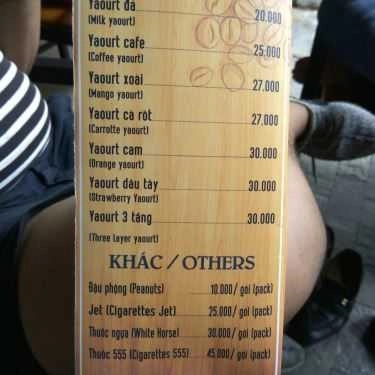 Yaourt đá 20.000
(Milk yaourt)
Yaourt cafe 25.000
(Coffee yaourt)
Yaourt xoài 27.000
(Mango yaourt)
Yaourt cà rốt 27.000
(Carrotte yaourt)
Yaourt cam 30.000
(Orange yaourt)
Yaourt dâu tây 30.000
(Strawberry Yaourt)
Yaourt 3 tầng 30.000
(Three layer yaourt)
KHÁC / OTHERS
Đậu phộng (Peanuts) 10.000/ gói (pack)
Jet (Cigarettes Jet) 25.000/ gói (pack)
Thuốc ngựa (White Horse) 30.000/ gói (pack)
Thuốc 555 (Cigarettes 555) 45.000/ gói (pack)